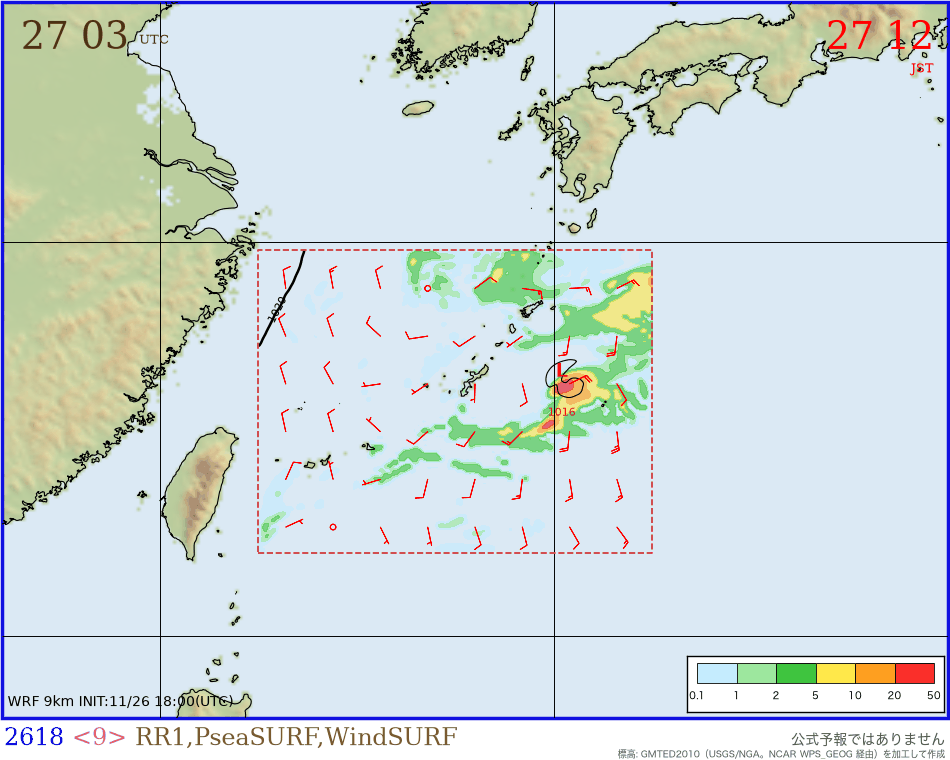 27 03 UTC
27 12
JST
1020
L
1016
0.1 1 2 5 10 20 50
WRF 9km INIT:11/26 18:00(UTC)
2618 <9> RR1,PseaSURF,WindSURF
公式予報ではありません
標高: GMTED2010（USGS/NGA。NCAR WPS_GEOG 経由）を加工して作成